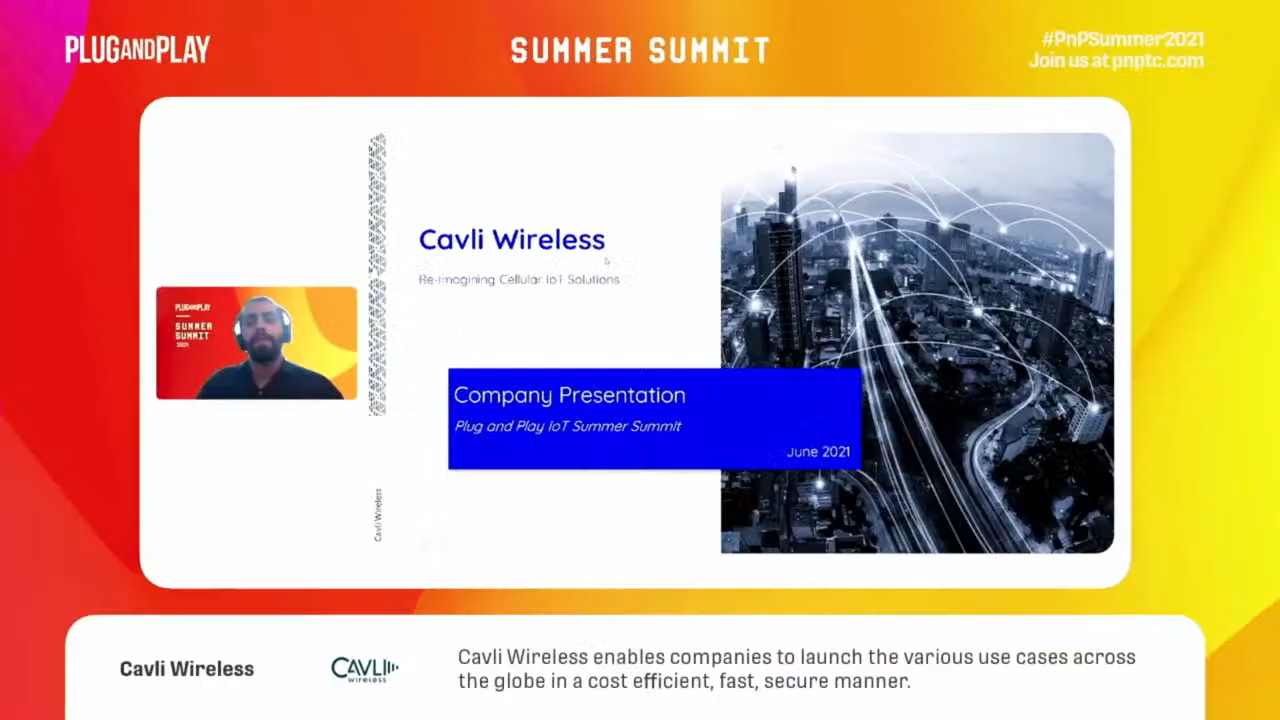 PLUGANDPLAY
SUMMER SUMMIT
#PnPSummer2021
Join us at pnptc.com
Cavli Wireless
Re-imagining Cellular IoT Solutions
PLUGANDPLAY
SUMMER
SUMMIT
2021
Company Presentation
Plug and Play IoT Summer Summit
June 2021
Cavli Wireless
Cavli Wireless
CAVLI
WIRELESS
Cavli Wireless enables companies to launch the various use cases across
the globe in a cost efficient, fast, secure manner.